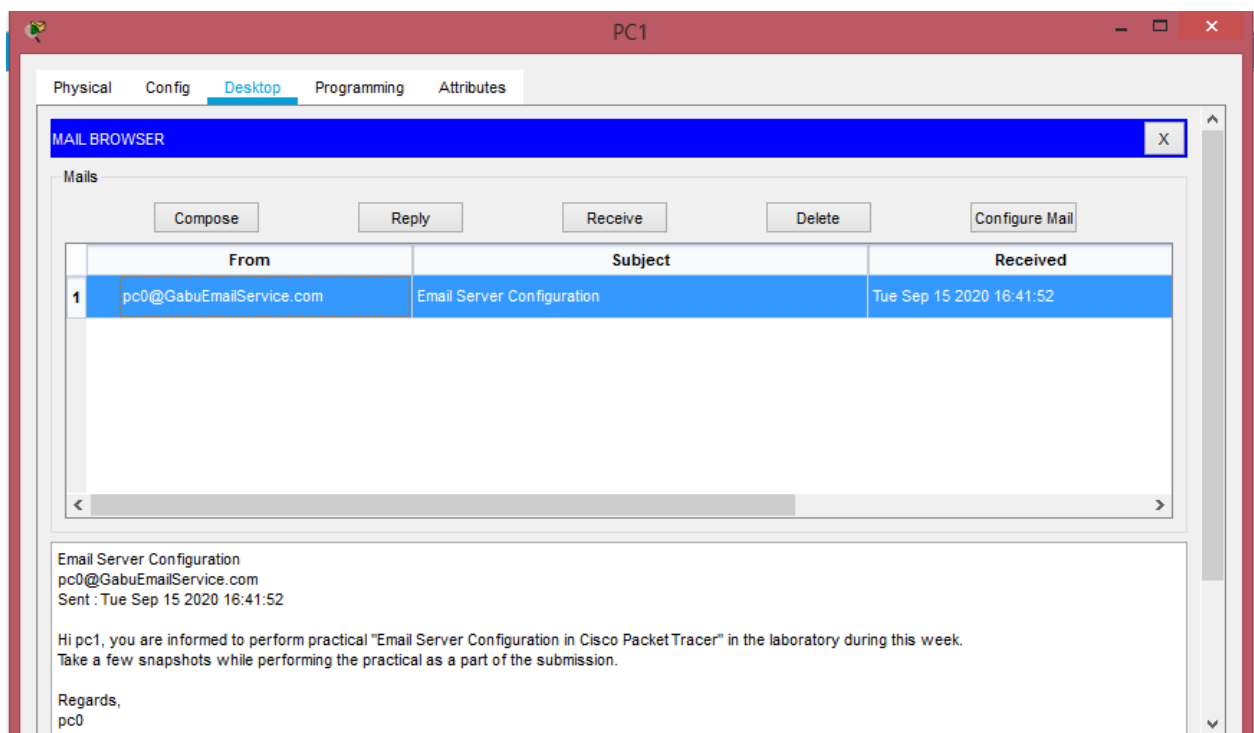 PC1
Physical Config Desktop Programming Attributes
MAIL BROWSER X
Mails
Compose Reply Receive Delete Configure Mail
From Subject Received
1 pc0@GabuEmailService.com Email Server Configuration Tue Sep 15 2020 16:41:52
Email Server Configuration
pc0@GabuEmailService.com
Sent : Tue Sep 15 2020 16:41:52
Hi pc1, you are informed to perform practical "Email Server Configuration in Cisco Packet Tracer" in the laboratory during this week.
Take a few snapshots while performing the practical as a part of the submission.
Regards,
pc0